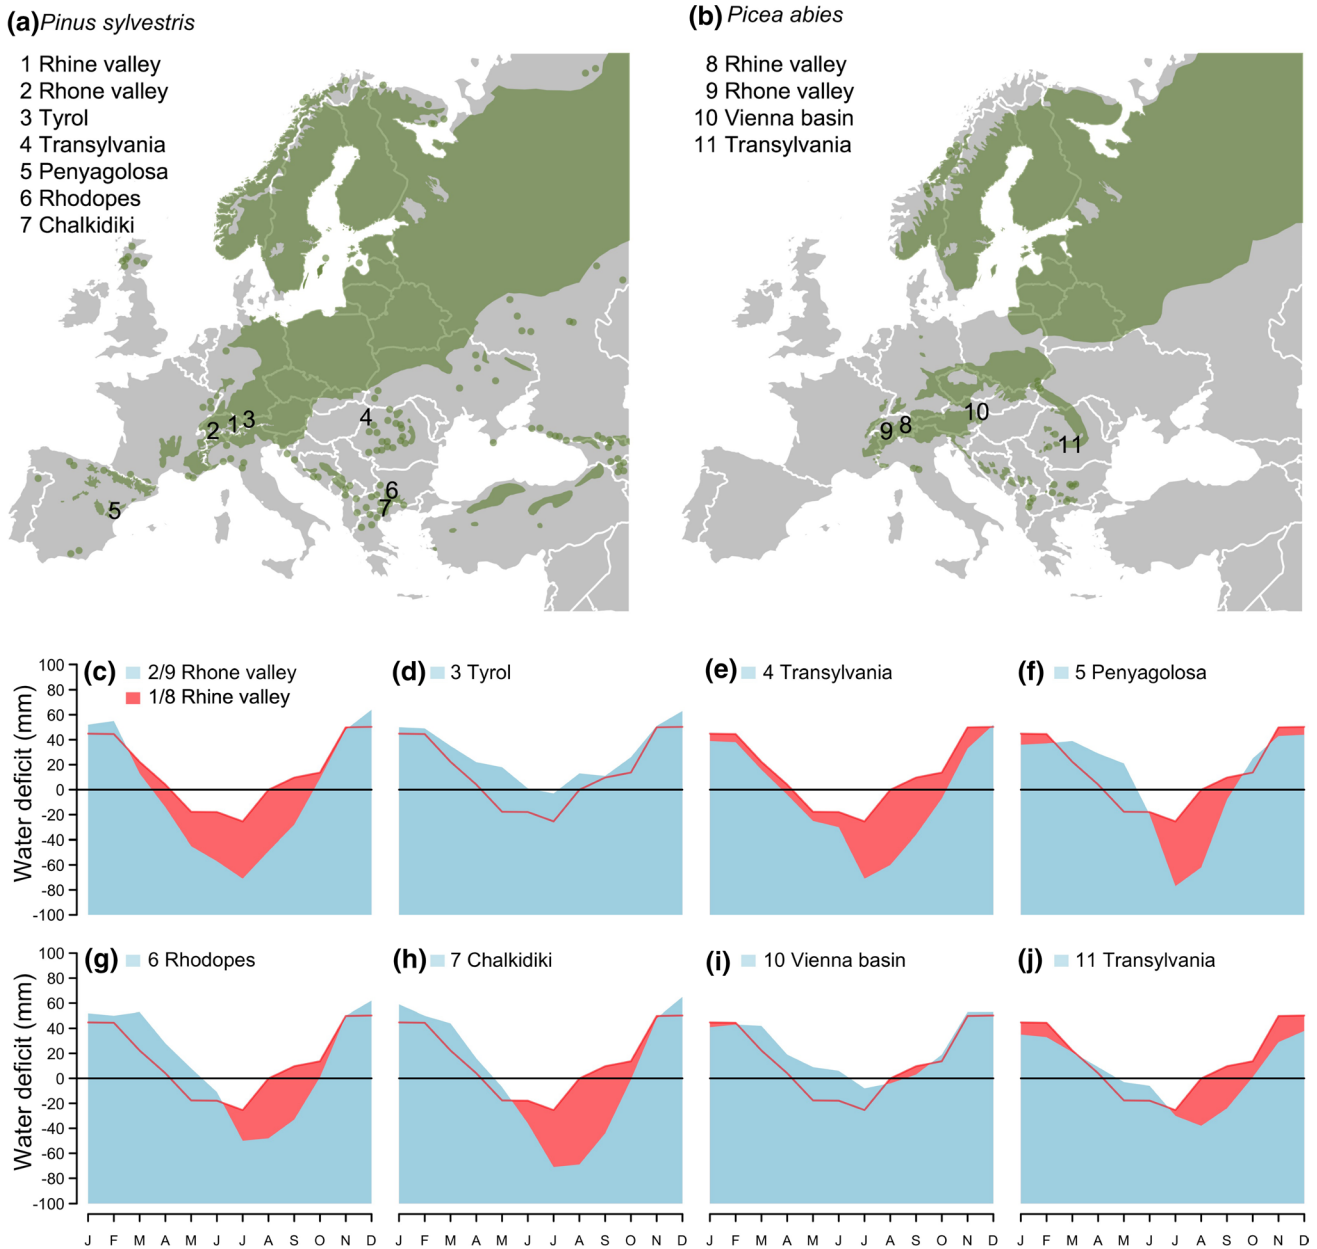 (a) Pinus sylvestris
1 Rhine valley
2 Rhone valley
3 Tyrol
4 Transylvania
5 Penyagolosa
6 Rhodopes
7 Chalkidiki
2 1 3
4
5
6
7
(b) Picea abies
8 Rhine valley
9 Rhone valley
10 Vienna basin
11 Transylvania
10
9 8
11
Water deficit (mm)
100
80
60
40
20
0
-20
-40
-60
-80
-100
(c) 2/9 Rhone valley
1/8 Rhine valley
(d) 3 Tyrol
(e) 4 Transylvania
(f) 5 Penyagolosa
Water deficit (mm)
100
80
60
40
20
0
-20
-40
-60
-80
-100
(g) 6 Rhodopes
(h) 7 Chalkidiki
(i) 10 Vienna basin
(j) 11 Transylvania
J F M A M J J A S O N D
J F M A M J J A S O N D
J F M A M J J A S O N D
J F M A M J J A S O N D